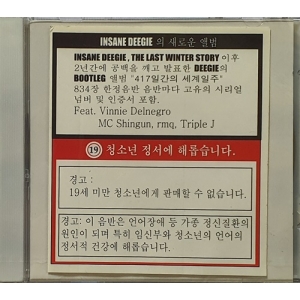 INSANE DEEGIE 의 새로운 앨범
INSANE DEEGIE, THE LAST WINTER STORY 이후
2년간에 공백을 깨고 발표한 DEEGIE의
BOOTLEG 앨범 "417일간의 세계일주"
834장 한정음반 음반마다 고유의 시리얼
넘버 및 인증서 포함.
Feat. Vinnie Delnegro
MC Shingun, rmq, Triple J
19 청소년 정서에 해롭습니다.
경고 :
19세 미만 청소년에게 판매할 수 없습니다.
경고: 이 음반은 언어장애 등 가종 정신질환의
원인이 되며 특히 임신부와 청소년의 언어의
정서적 건강에 해롭습니다.